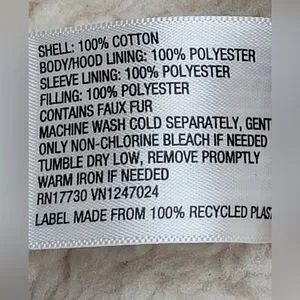 SHELL: 100% COTTON
BODY/HOOD LINING: 100% POLYESTER
SLEEVE LINING: 100% POLYESTER
FILLING: 100% POLYESTER
CONTAINS FAUX FUR
MACHINE WASH COLD SEPARATELY, GENT
ONLY NON-CHLORINE BLEACH IF NEEDED
TUMBLE DRY LOW, REMOVE PROMPTLY
WARM IRON IF NEEDED
RN17730 VN1247024
LABEL MADE FROM 100% RECYCLED PLAS